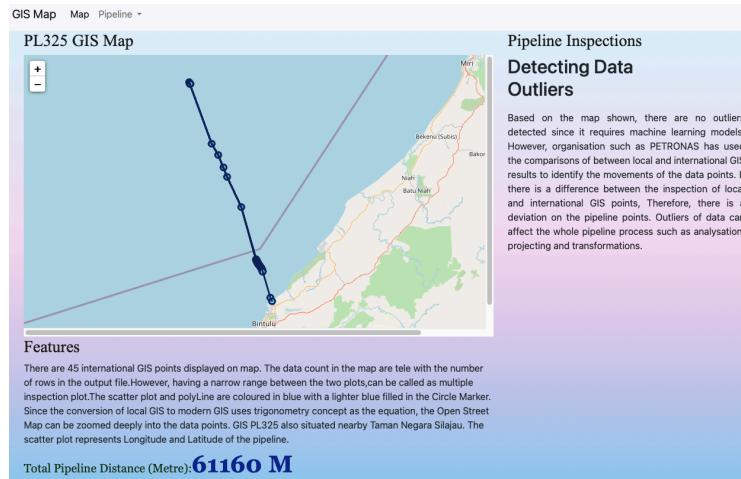 GIS Map Map Pipeline
PL325 GIS Map
+
−
Miri
Bekenu (Subis)
Bakor
Niah
Batu Niah
Bintulu
Features
There are 45 international GIS points displayed on map. The data count in the map are tele with the number
of rows in the output file.However, having a narrow range between the two plots,can be called as multiple
inspection plot.The scatter plot and polyLine are coloured in blue with a lighter blue filled in the Circle Marker.
Since the conversion of local GIS to modern GIS uses trigonometry concept as the equation, the Open Street
Map can be zoomed deeply into the data points. GIS PL325 also situated nearby Taman Negara Silajau. The
scatter plot represents Longitude and Latitude of the pipeline.
Total Pipeline Distance (Metre):61160 M
Pipeline Inspections
Detecting Data
Outliers
Based on the map shown, there are no outliers
detected since it requires machine learning models.
However, organisation such as PETRONAS has used
the comparisons of between local and international GIS
results to identify the movements of the data points.
there is a difference between the inspection of local
and international GIS points, Therefore, there is a
deviation on the pipeline points. Outliers of data can
affect the whole pipeline process such as analysation,
projecting and transformations.